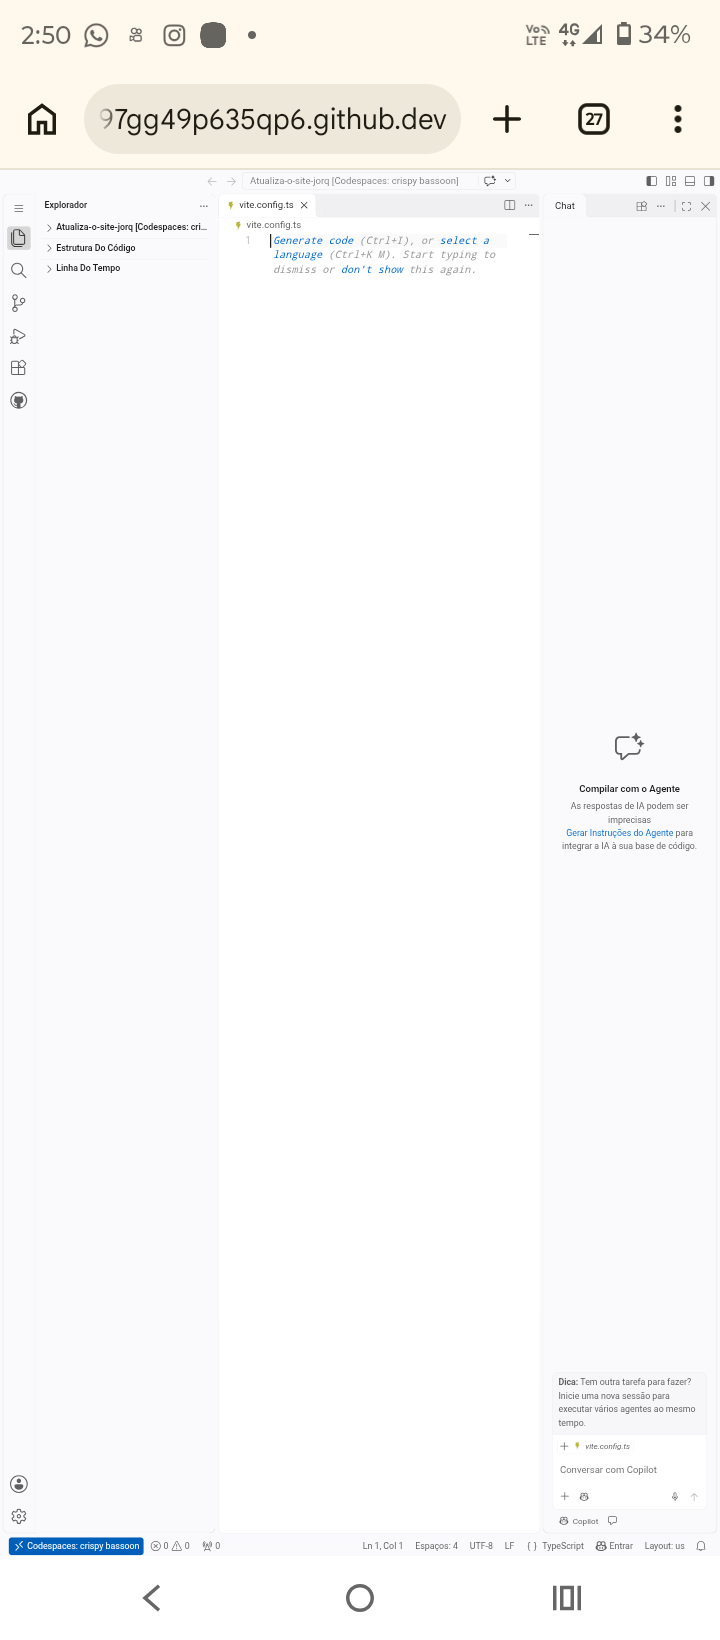 2:50
Vo LTE
4G
34%
97gg49p635qp6.github.dev
27
Atualiza-o-site-jorq [Codespaces: crispy bassoon]
Explorador
Atualiza-o-site-jorq [Codespaces: cri...
Estrutura Do Código
Linha Do Tempo
vite.config.ts
vite.config.ts
1
Generate code (Ctrl+I), or select a
language (Ctrl+K M). Start typing to
dismiss or don't show this again.
Chat
Compilar com o Agente
As respostas de IA podem ser
imprecisas
Gerar Instruções do Agente para
integrar a IA à sua base de código.
Dica: Tem outra tarefa para fazer?
Inicie uma nova sessão para
executar vários agentes ao mesmo
tempo.
vite.config.ts
Conversar com Copilot
Copilot
Codespaces: crispy bassoon
0
0
0
Ln 1, Col 1
Espaços: 4
UTF-8
LF
{ } TypeScript
Entrar
Layout: us